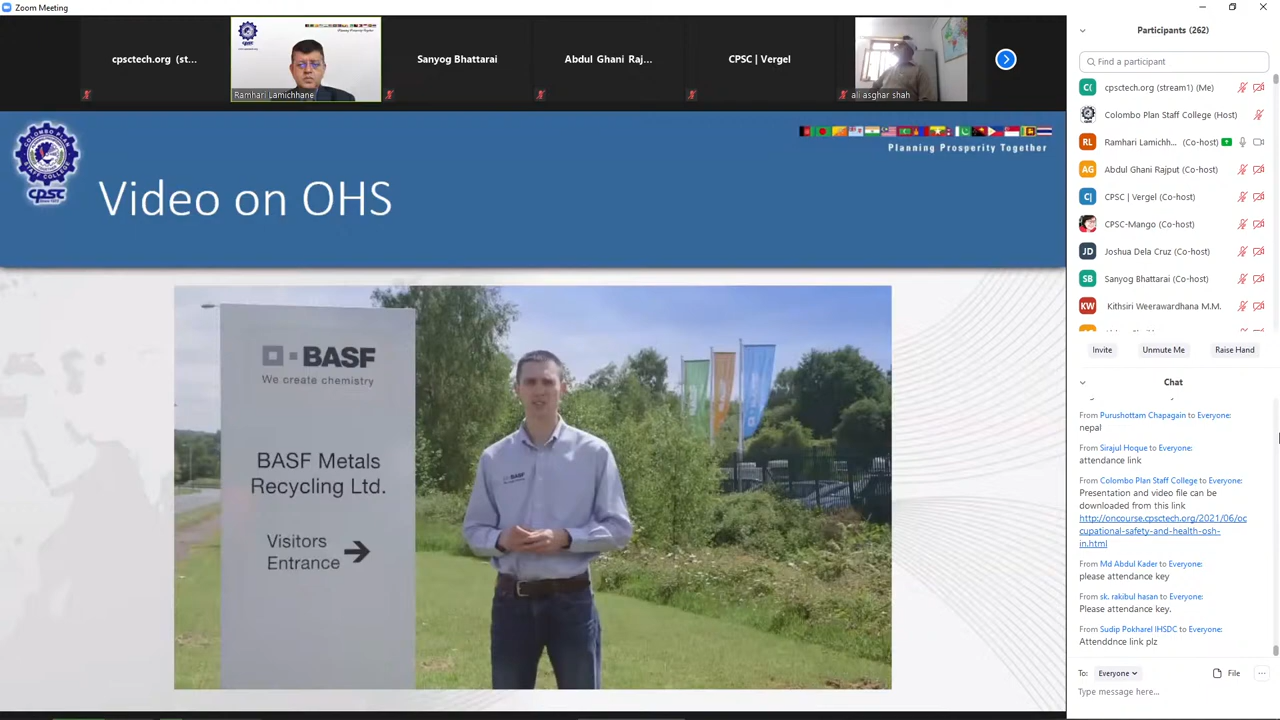 Zoom Meeting
cpsctech.org (st...
Sanyog Bhattarai
Abdul Ghani Raj...
CPSC | Vergel
Ramhari Lamichhane
ali asghar shah
CPSC
Planning Prosperity Together
Video on OHS
BASF
We create chemistry
BASF Metals
Recycling Ltd.
Visitors
Entrance
BASF
Participants (262)
Find a participant
C(
cpsctech.org (stream1) (Me)
Colombo Plan Staff College (Host)
RL
Ramhari Lamichh... (Co-host)
AG
Abdul Ghani Rajput (Co-host)
C|
CPSC | Vergel (Co-host)
CPSC-Mango (Co-host)
JD
Joshua Dela Cruz (Co-host)
SB
Sanyog Bhattarai (Co-host)
KW
Kithsiri Weerawardhana M.M.
Invite
Unmute Me
Raise Hand
Chat
From Purushottam Chapagain to Everyone:
nepal
From Sirajul Hoque to Everyone:
attendance link
From Colombo Plan Staff College to Everyone:
Presentation and video file can be
downloaded from this link
http://oncourse.cpsctech.org/2021/06/oc
cupational-safety-and-health-osh-
in.html
From Md Abdul Kader to Everyone:
please attendance key
From sk. rakibul hasan to Everyone:
Please attendance key.
From Sudip Pokharel IHSDC to Everyone:
Attenddnce link plz
To: Everyone
File
...
Type message here...